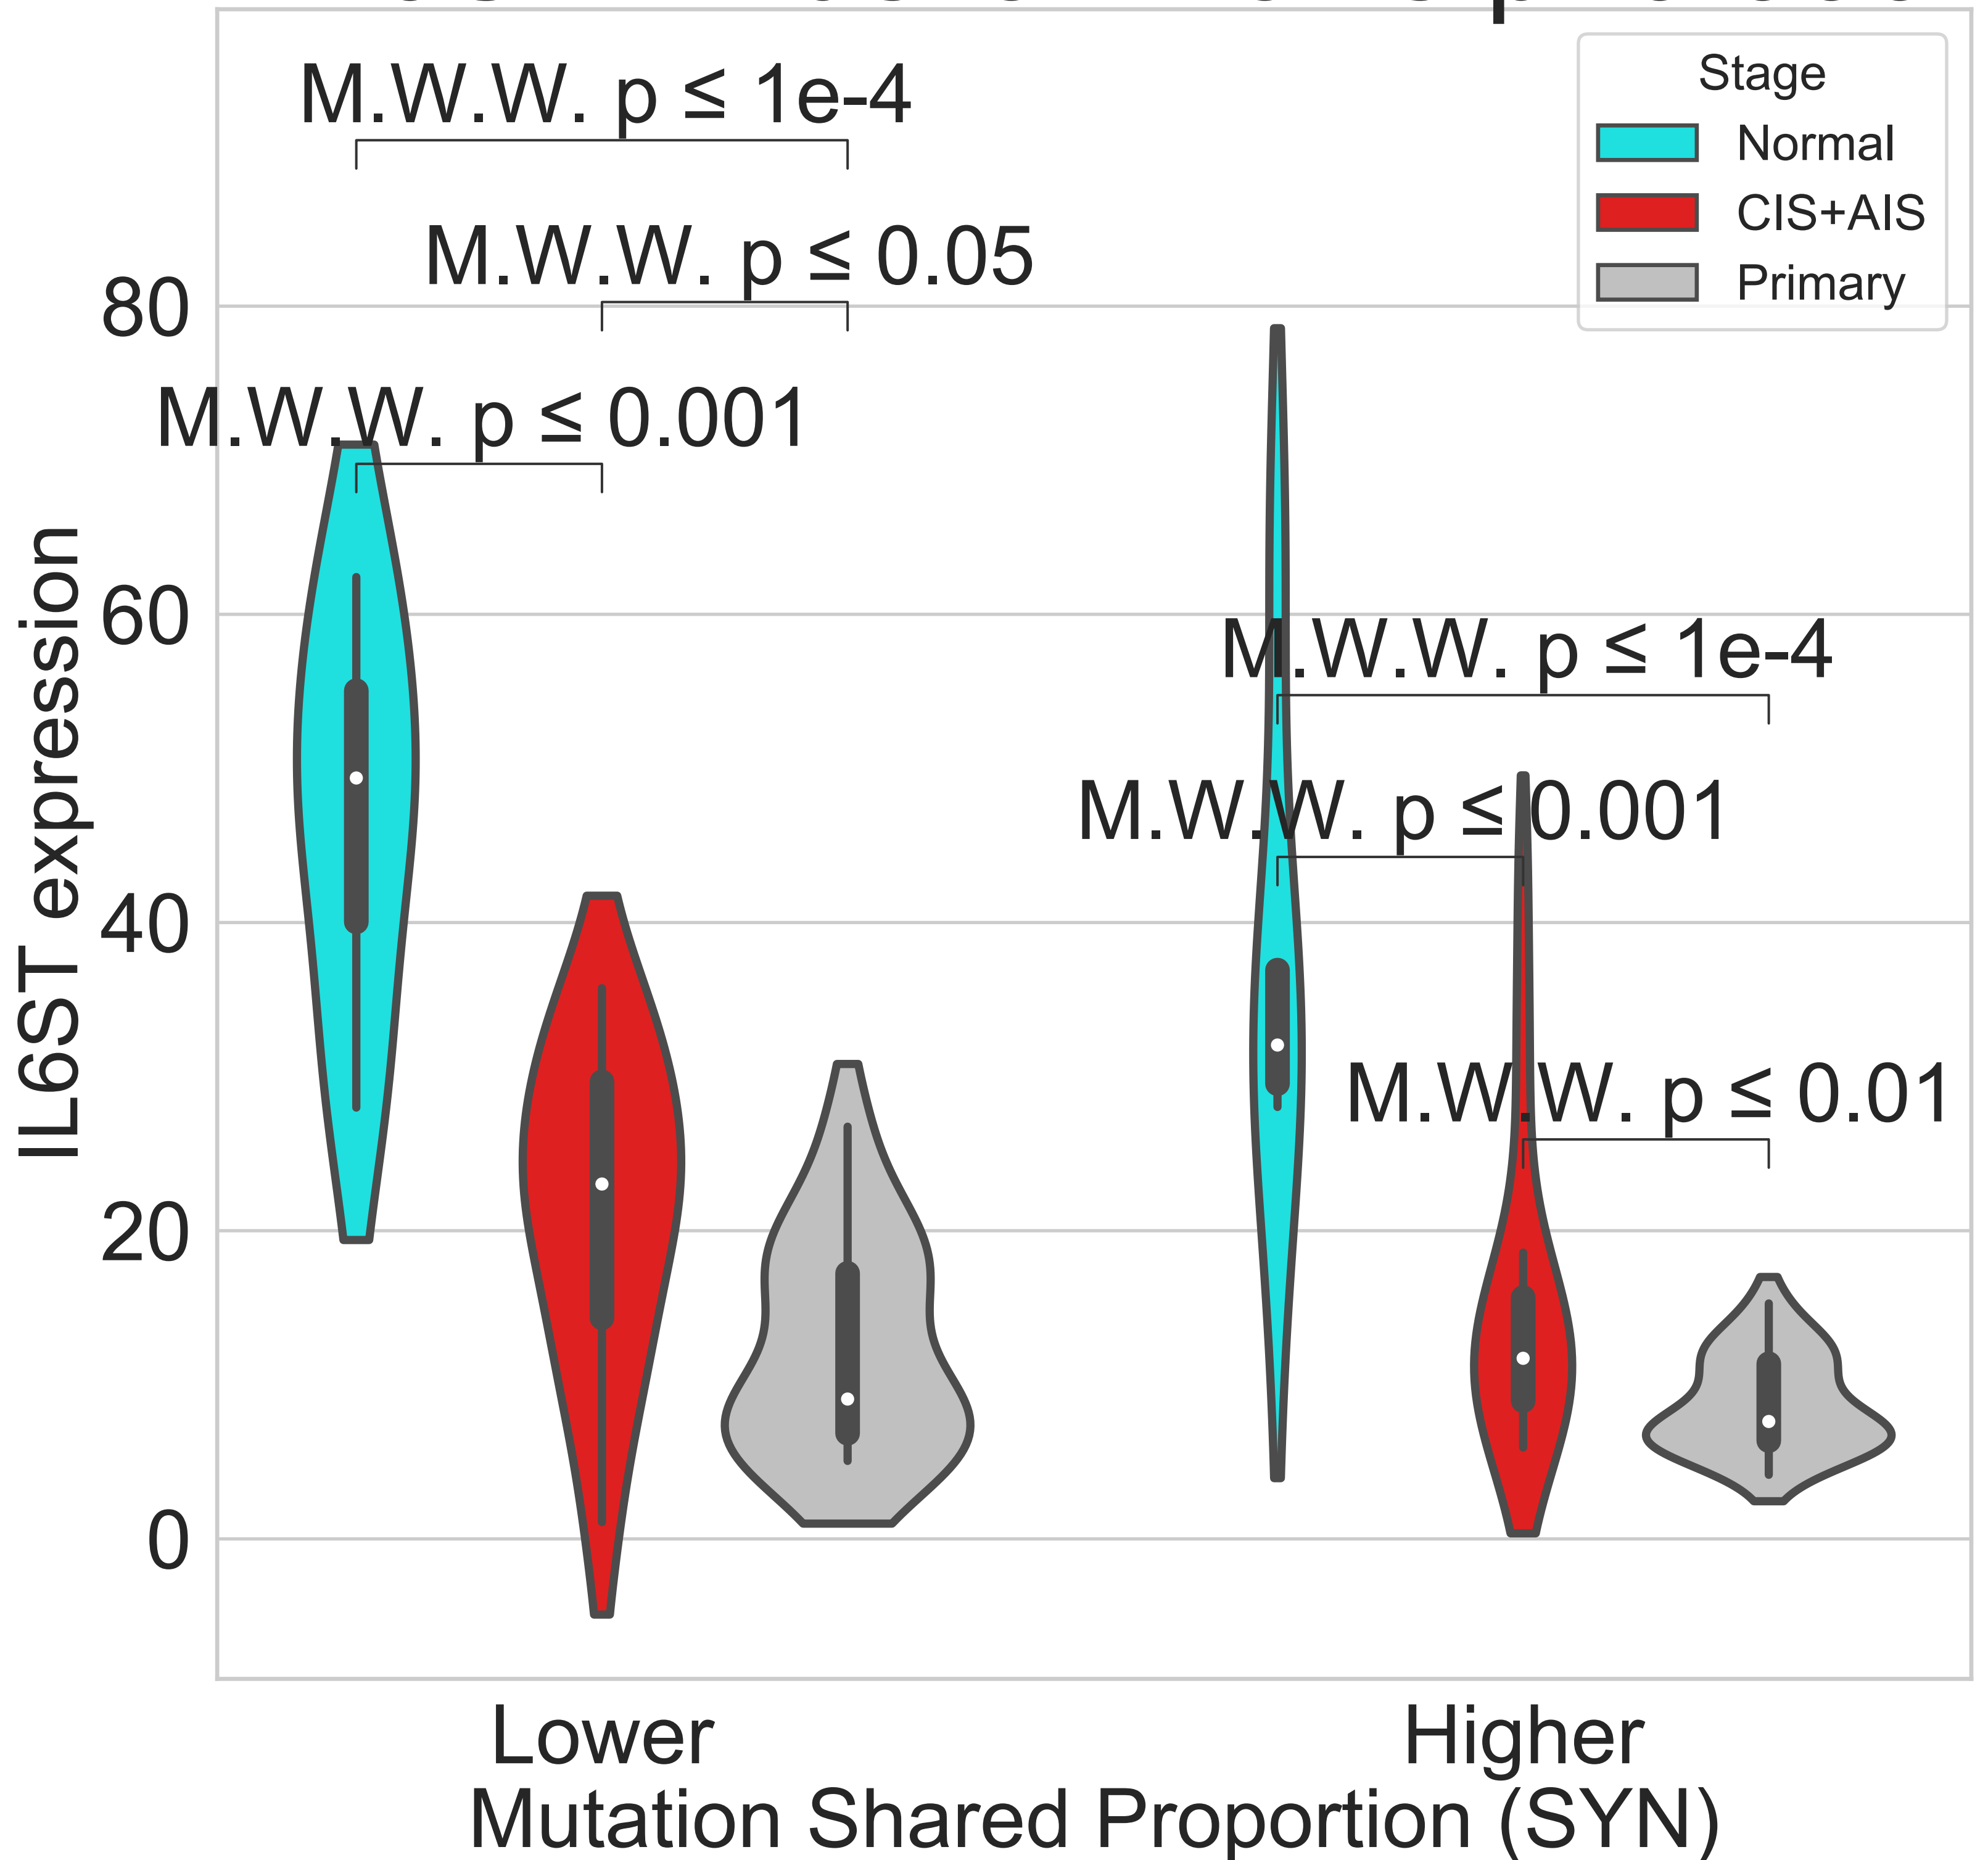 M.W.W. p ≤ 1e-4
Stage
Normal
CIS+AIS
Primary
M.W.W. p ≤ 0.05
80
M.W.W. p ≤ 0.001
60
M.W.W. p ≤ 1e-4
M.W.W. p ≤ 0.001
40
M.W.W. p ≤ 0.01
20
0
IL6ST expression
Lower
Higher
Mutation Shared Proportion (SYN)